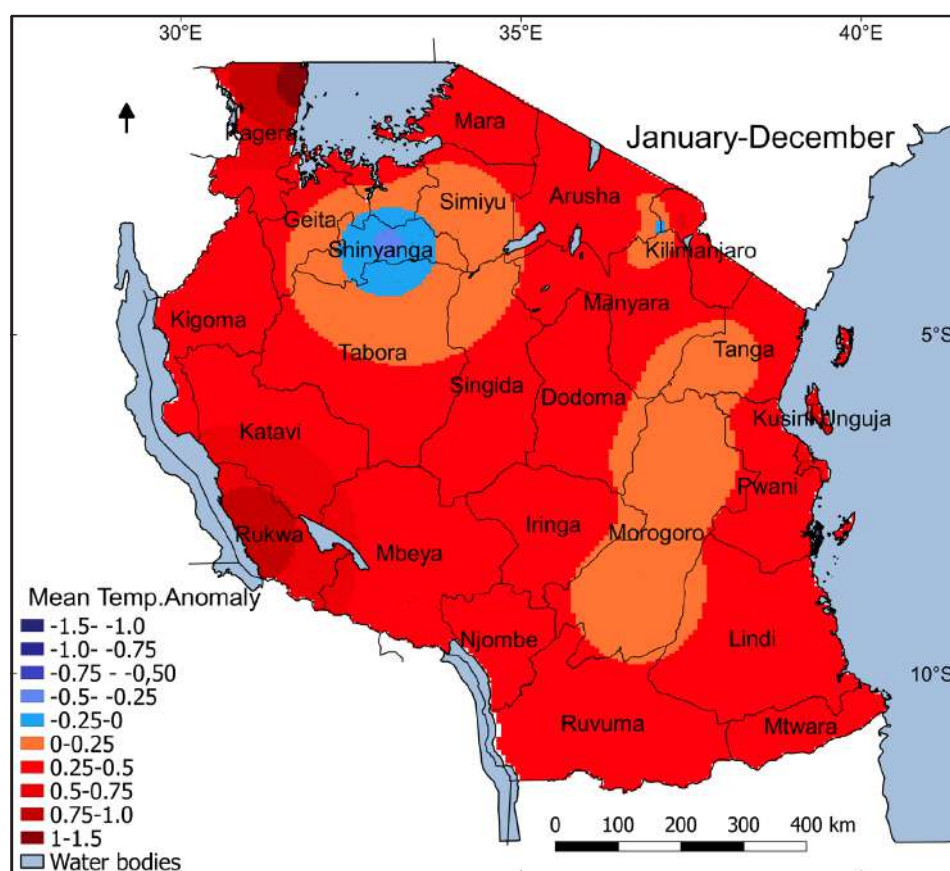 30°E 35°E 40°E
January-December
Kagera
Mara
Simiyu
Arusha
Geita
Shinyanga
Kilimanjaro
Manyara
Kigoma
5°S
Tabora
Tanga
Singida
Dodoma
Kusini Unguja
Katavi
Pwani
Rukwa
Iringa
Morogoro
Mbeya
Njombe
Lindi
10°S
Ruvuma
Mtwara
Mean Temp.Anomaly
-1.5- -1.0
-1.0- -0.75
-0.75 - -0,50
-0.5- -0.25
-0.25-0
0-0.25
0.25-0.5
0.5-0.75
0.75-1.0
1-1.5
Water bodies
0 100 200 300 400 km